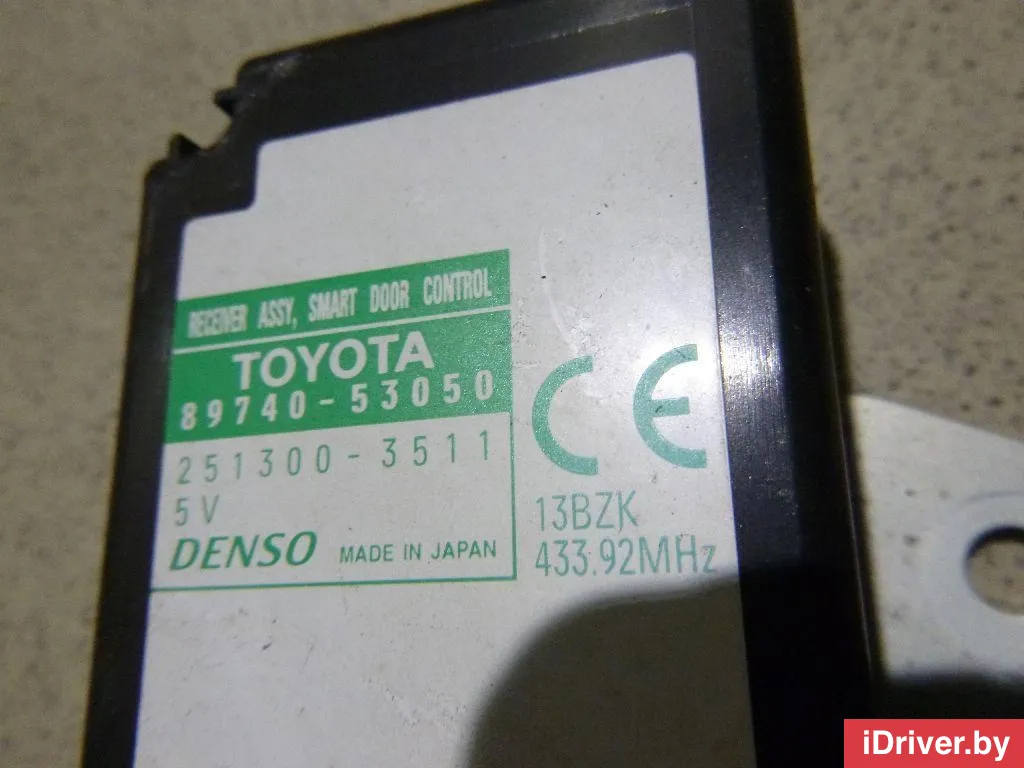 RECEIVER ASSY, SMART DOOR CONTROL
TOYOTA
89740-53050
251300-3511
5V
DENSO MADE IN JAPAN
CE
13BZK
433.92MHz
iDriver.by